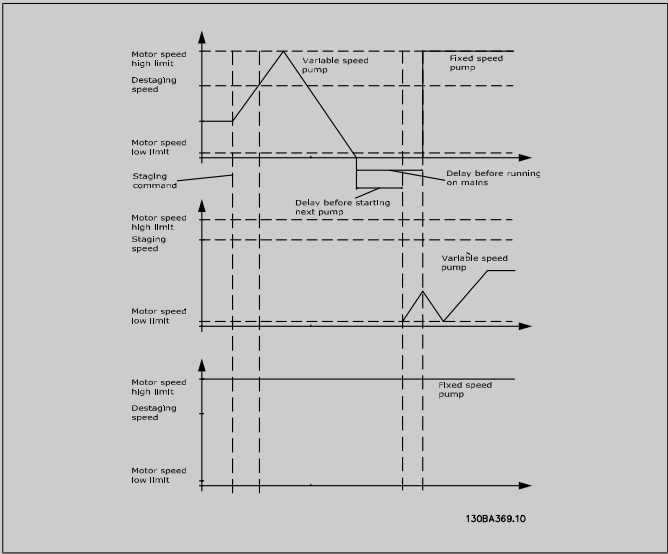 Motor speed
high limit
Variable speed
pump
Fixed speed
pump
Destaging
speed
Motor speed
low limit
Staging
command
Delay before running
on mains
Delay before starting
next pump
Motor speed
high limit
Staging
speed
Variable speed
pump
Motor speed
low limit
Motor speed
high limit
Fixed speed
pump
Destaging
speed
Motor speed
low limit
130BA369.10